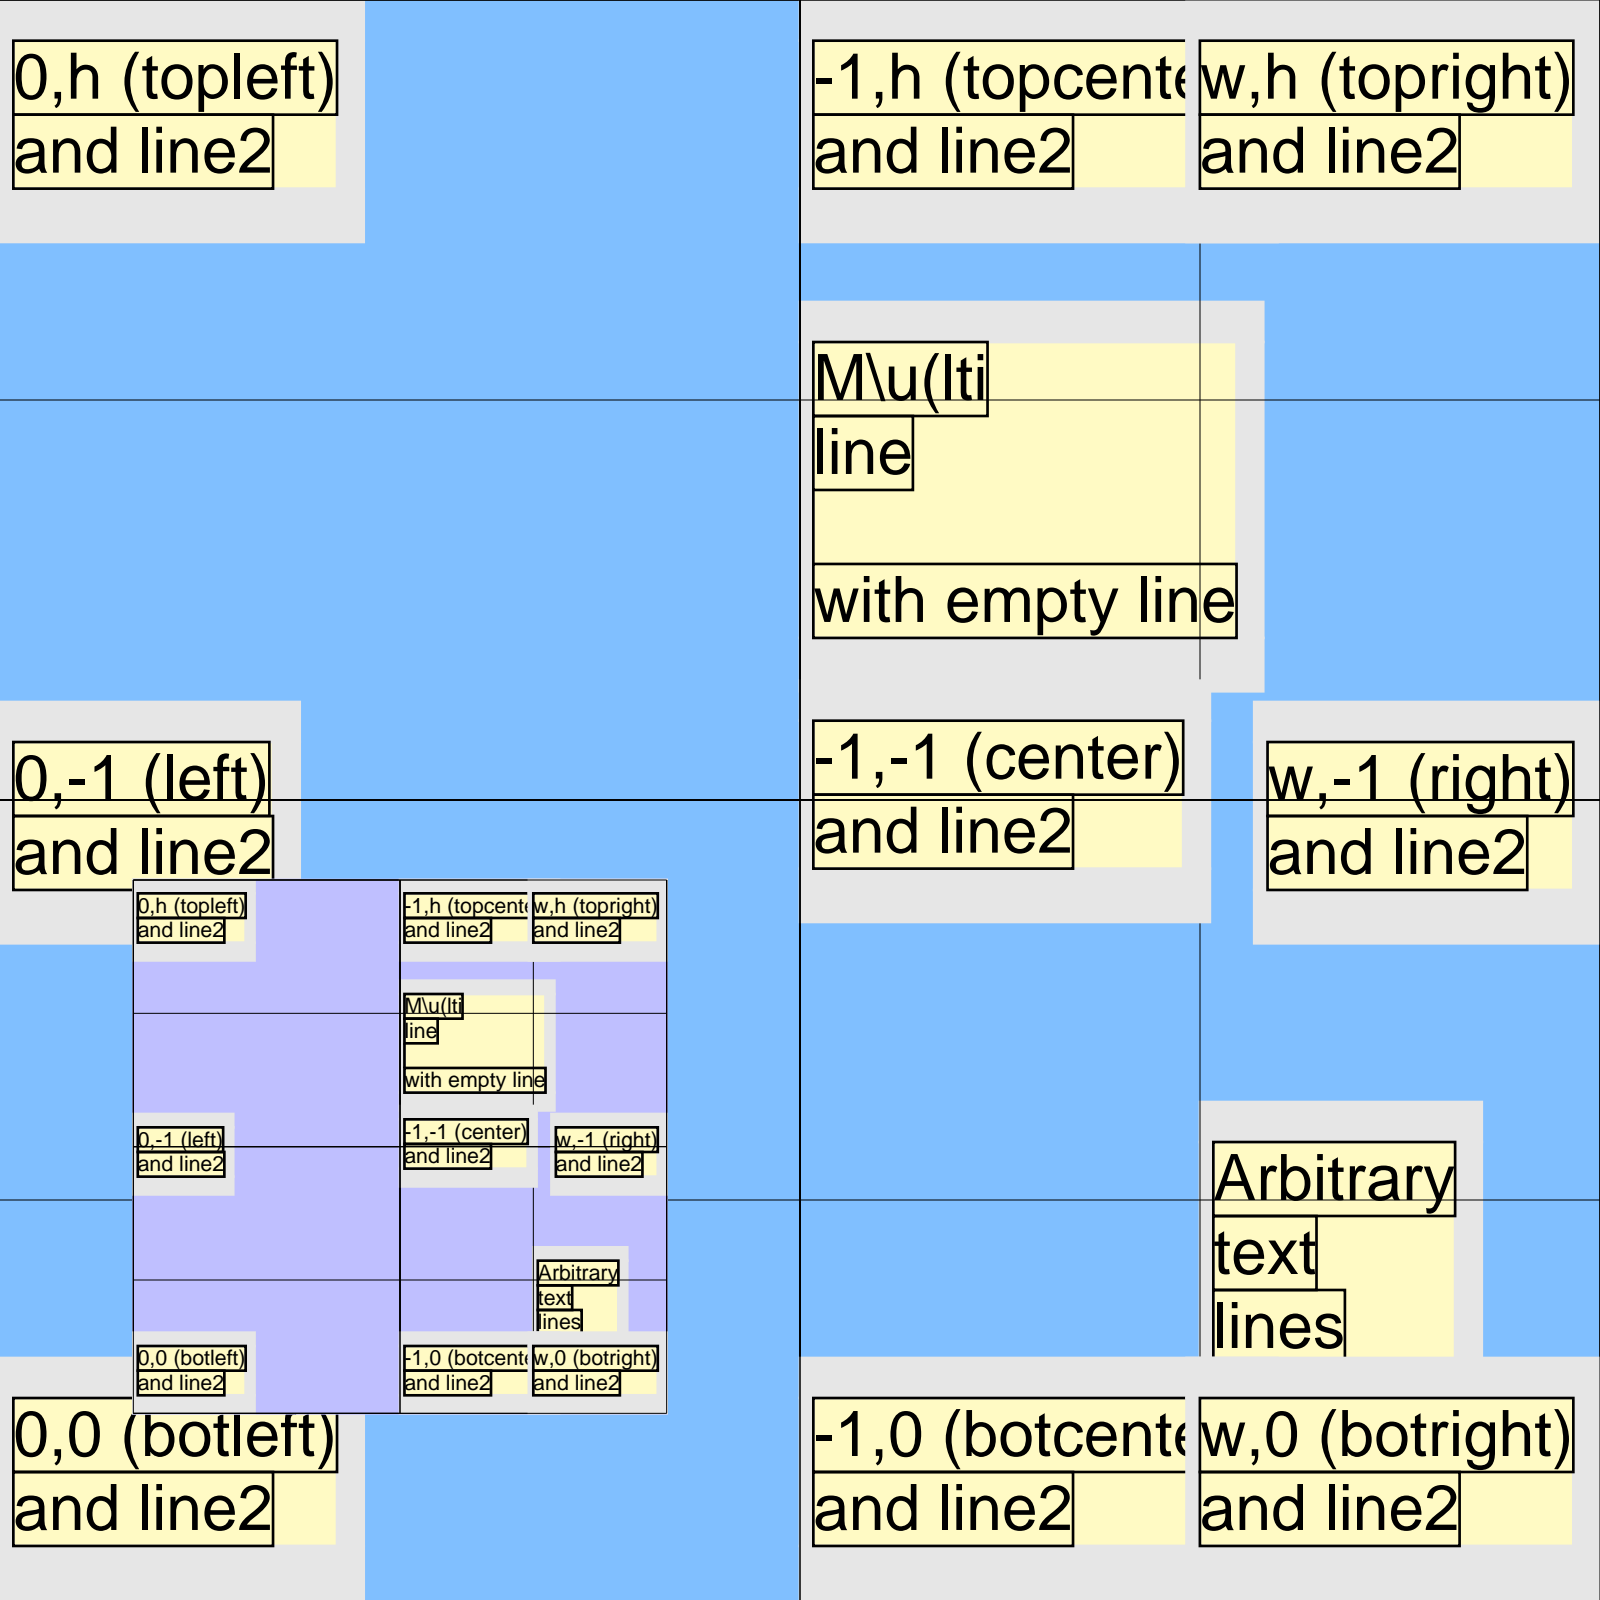 0,h (topleft)
and line2
-1,h (topcente
and line2
w,h (topright)
and line2
M\u(lti
line
with empty line
0,-1 (left)
and line2
-1,-1 (center)
and line2
w,-1 (right)
and line2
0,h (topleft)
and line2
-1,h (topcente
and line2
w,h (topright)
and line2
M\u(lti
line
with empty line
0,-1 (left)
and line2
-1,-1 (center)
and line2
w,-1 (right)
and line2
Arbitrary
text
lines
0,0 (botleft)
and line2
-1,0 (botcente
and line2
w,0 (botright)
and line2
Arbitrary
text
lines
0,0 (botleft)
and line2
-1,0 (botcente
and line2
w,0 (botright)
and line2